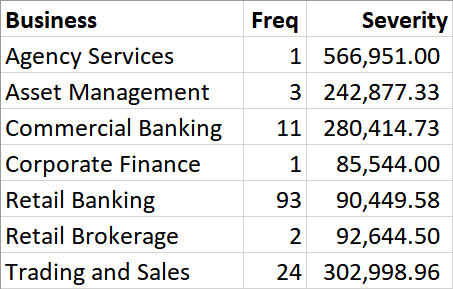 Business Freq Severity
Agency Services 1 566,951.00
Asset Management 3 242,877.33
Commercial Banking 11 280,414.73
Corporate Finance 1 85,544.00
Retail Banking 93 90,449.58
Retail Brokerage 2 92,644.50
Trading and Sales 24 302,998.96